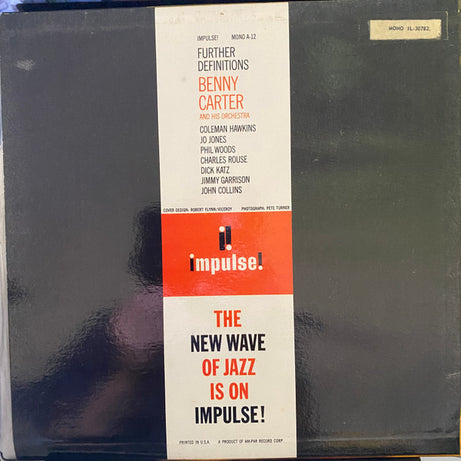 IMPULSE! MONO A-12
MONO IL-30782
FURTHER
DEFINITIONS
BENNY
CARTER
AND HIS ORCHESTRA
COLEMAN HAWKINS
JO JONES
PHIL WOODS
CHARLES ROUSE
DICK KATZ
JIMMY GARRISON
JOHN COLLINS
COVER DESIGN: ROBERT FLYNN/VICEROY PHOTOGRAPH: PETE TURNER
i!
impulse!
THE
NEW WAVE
OF JAZZ
IS ON
IMPULSE!
PRINTED IN U.S.A. A PRODUCT OF AM-PAR RECORD CORP.